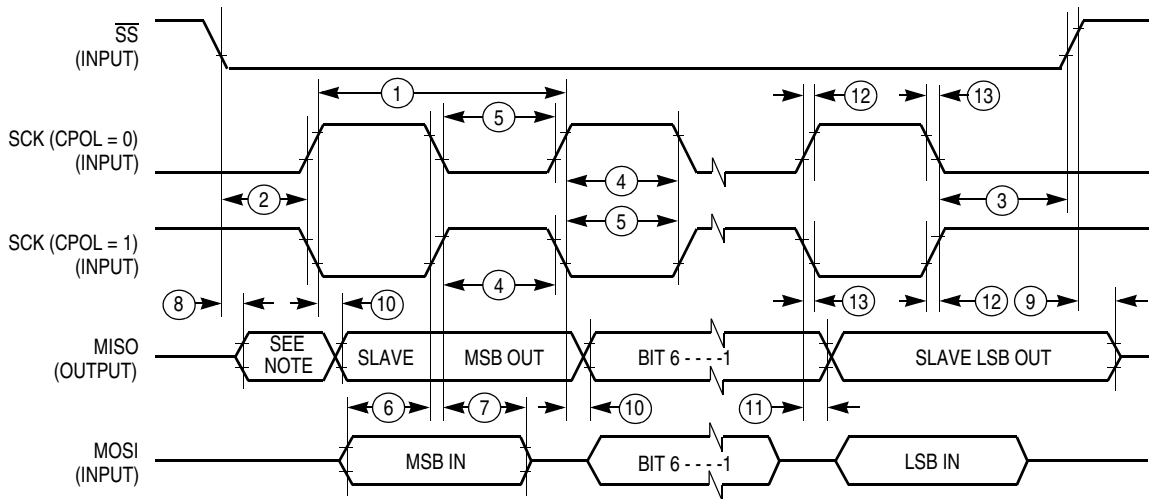 SS
(INPUT)
1
12
13
5
SCK (CPOL = 0)
(INPUT)
2
4
3
5
SCK (CPOL = 1)
(INPUT)
4
8
10
13
12
9
MISO
(OUTPUT)
SEE
NOTE
SLAVE
MSB OUT
BIT 6 - - - -1
SLAVE LSB OUT
6
7
10
11
MOSI
(INPUT)
MSB IN
BIT 6 - - - -1
LSB IN